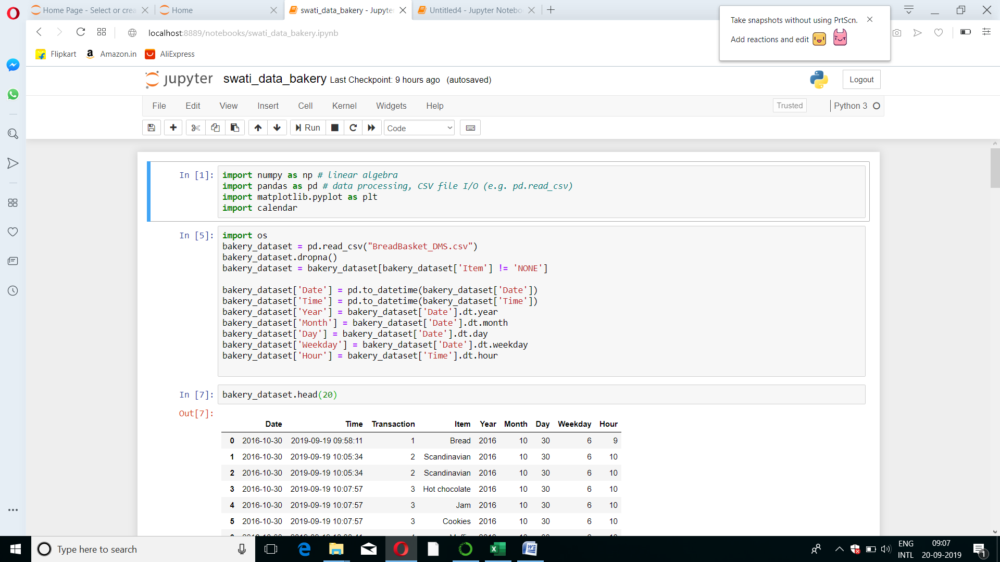 Home Page - Select or crea
Home
swati_data_bakery - Jupyter
Untitled4 - Jupyter Notebo
Take snapshots without using PrtScn.
Add reactions and edit
localhost:8889/notebooks/swati_data_bakery.ipynb
Flipkart
Amazon.in
AliExpress
jupyter swati_data_bakery Last Checkpoint: 9 hours ago (autosaved)
Logout
File Edit View Insert Cell Kernel Widgets Help
Trusted
Python 3
Run
Code
In [1]: import numpy as np # linear algebra
import pandas as pd # data processing, CSV file I/O (e.g. pd.read_csv)
import matplotlib.pyplot as plt
import calendar
In [5]: import os
bakery_dataset = pd.read_csv("BreadBasket_DMS.csv")
bakery_dataset.dropna()
bakery_dataset = bakery_dataset[bakery_dataset['Item'] != 'NONE']
bakery_dataset['Date'] = pd.to_datetime(bakery_dataset['Date'])
bakery_dataset['Time'] = pd.to_datetime(bakery_dataset['Time'])
bakery_dataset['Year'] = bakery_dataset['Date'].dt.year
bakery_dataset['Month'] = bakery_dataset['Date'].dt.month
bakery_dataset['Day'] = bakery_dataset['Date'].dt.day
bakery_dataset['Weekday'] = bakery_dataset['Date'].dt.weekday
bakery_dataset['Hour'] = bakery_dataset['Time'].dt.hour
In [7]: bakery_dataset.head(20)
Out[7]:
Date Time Transaction Item Year Month Day Weekday Hour
0 2016-10-30 2019-09-19 09:58:11 1 Bread 2016 10 30 6 9
1 2016-10-30 2019-09-19 10:05:34 2 Scandinavian 2016 10 30 6 10
2 2016-10-30 2019-09-19 10:05:34 2 Scandinavian 2016 10 30 6 10
3 2016-10-30 2019-09-19 10:07:57 3 Hot chocolate 2016 10 30 6 10
4 2016-10-30 2019-09-19 10:07:57 3 Jam 2016 10 30 6 10
5 2016-10-30 2019-09-19 10:07:57 3 Cookies 2016 10 30 6 10
Type here to search
ENG
INTL
09:07
20-09-2019
1